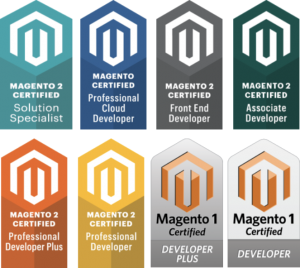 MAGENTO 2
CERTIFIED
Solution
Specialist
MAGENTO
CERTIFIED
Professional
Cloud
Developer
MAGENTO 2
CERTIFIED
Front End
Developer
MAGENTO 2
CERTIFIED
Associate
Developer
MAGENTO 2
CERTIFIED
Professional
Developer Plus
MAGENTO 2
CERTIFIED
Professional
Developer
Magento 1
Certified
DEVELOPER
PLUS
Magento 1
Certified
DEVELOPER